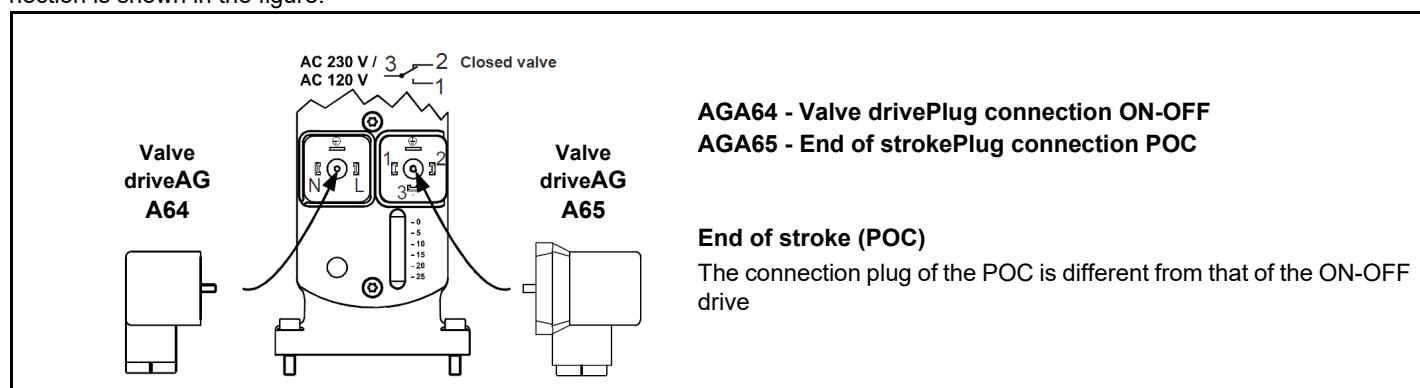 nection is shown in the figure.
AC 230 V /
AC 120 V
3
2
1
Closed valve
Valve
driveAG
A64
N
L
1
2
3
Valve
driveAG
A65
- 0
- 5
- 10
- 15
- 20
- 25
AGA64 - Valve drivePlug connection ON-OFF
AGA65 - End of strokePlug connection POC
End of stroke (POC)
The connection plug of the POC is different from that of the ON-OFF
drive